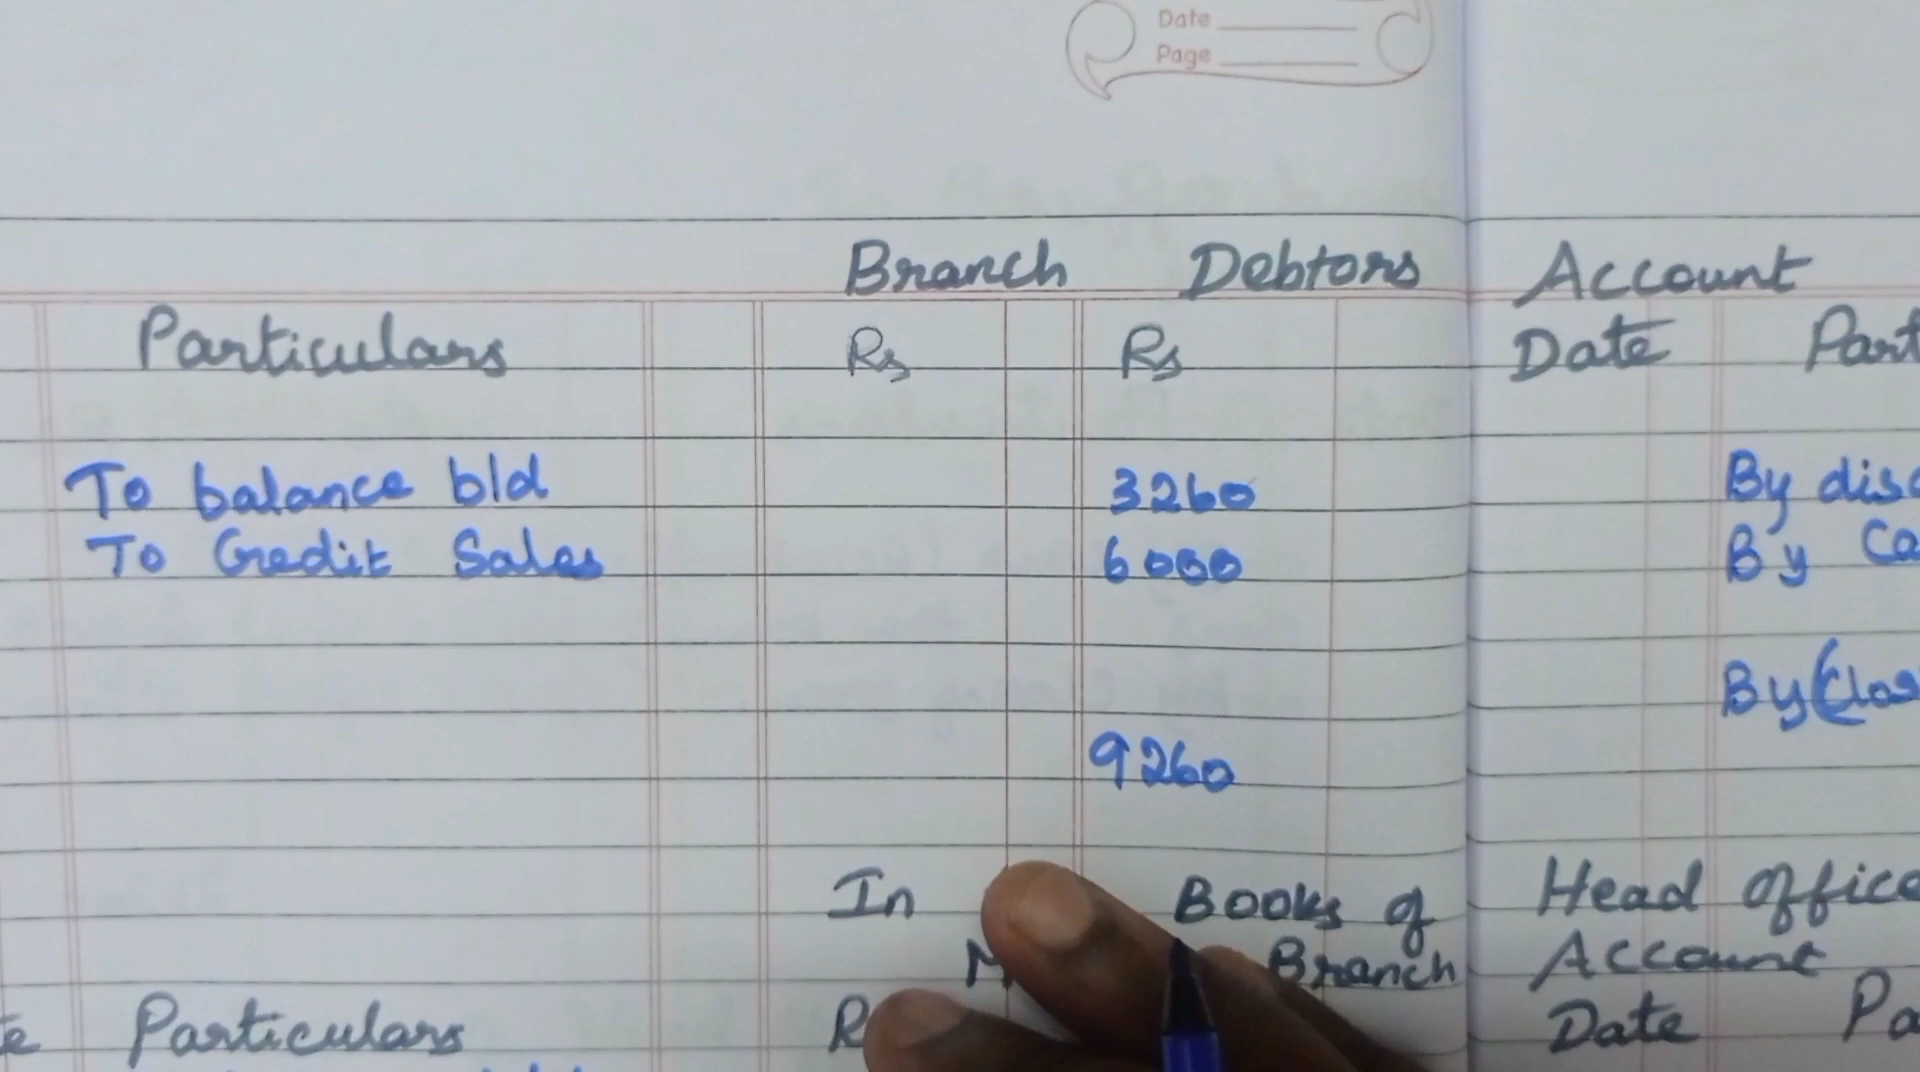 Date
Page
Branch Debtors Account
Particulars Rs Rs Date
To balance b/d 3260 By
To Credit Sales 6000 By
By
9260
In Books of Head office
Branch Account
Particulars Date